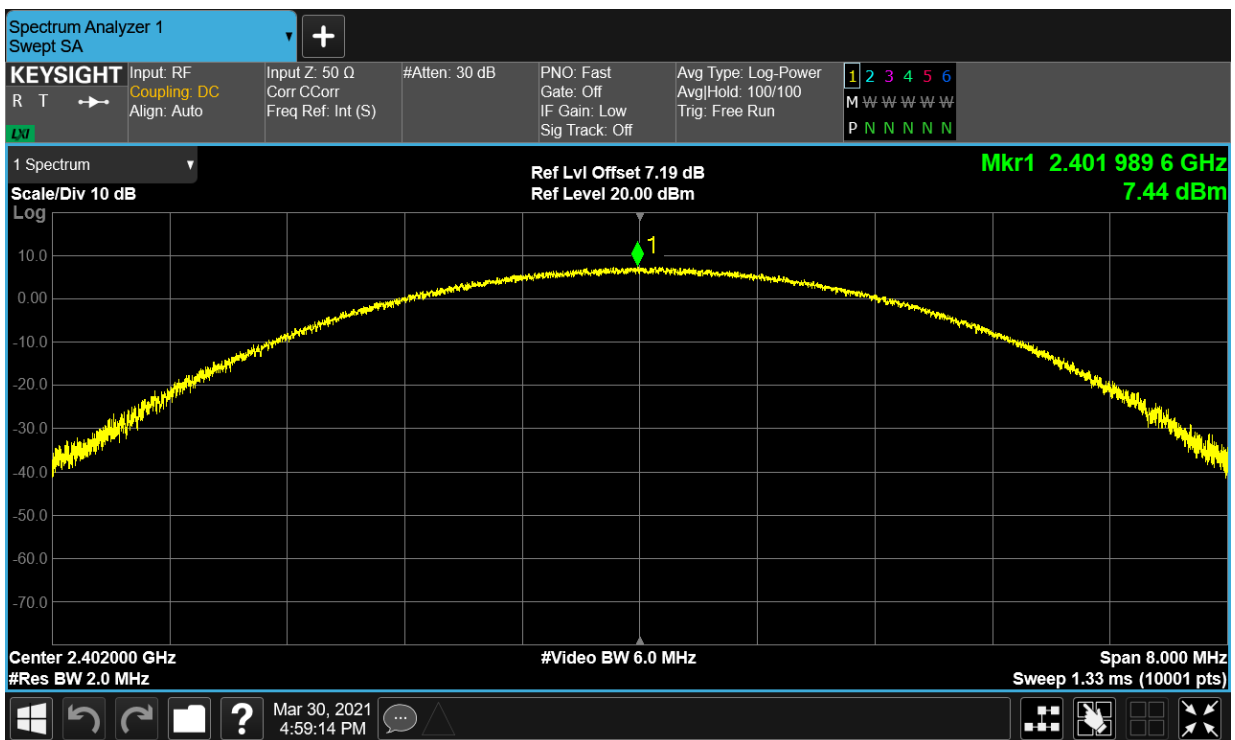 Spectrum Analyzer 1
Swept SA
+
KEYSIGHT
R T
LXI
Input: RF
Coupling: DC
Align: Auto
Input Z: 50 Ω
Corr CCorr
Freq Ref: Int (S)
#Atten: 30 dB
PNO: Fast
Gate: Off
IF Gain: Low
Sig Track: Off
Avg Type: Log-Power
Avg|Hold: 100/100
Trig: Free Run
1 2 3 4 5 6
M W W W W W
P N N N N N
1 Spectrum
Scale/Div 10 dB
Log
Ref Lvl Offset 7.19 dB
Ref Level 20.00 dBm
Mkr1 2.401 989 6 GHz
7.44 dBm
1
10.0
0.00
-10.0
-20.0
-30.0
-40.0
-50.0
-60.0
-70.0
Center 2.402000 GHz
#Res BW 2.0 MHz
#Video BW 6.0 MHz
Span 8.000 MHz
Sweep 1.33 ms (10001 pts)
?
Mar 30, 2021
4:59:14 PM